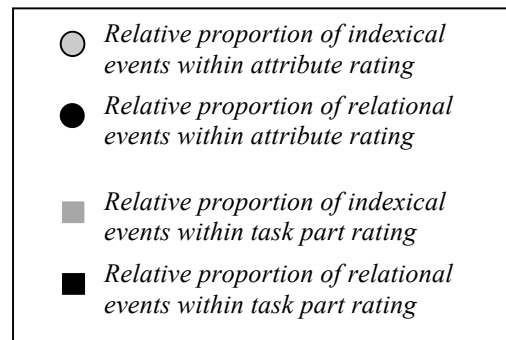 Relative proportion of indexical
events within attribute rating
Relative proportion of relational
events within attribute rating
Relative proportion of indexical
events within task part rating
Relative proportion of relational
events within task part rating